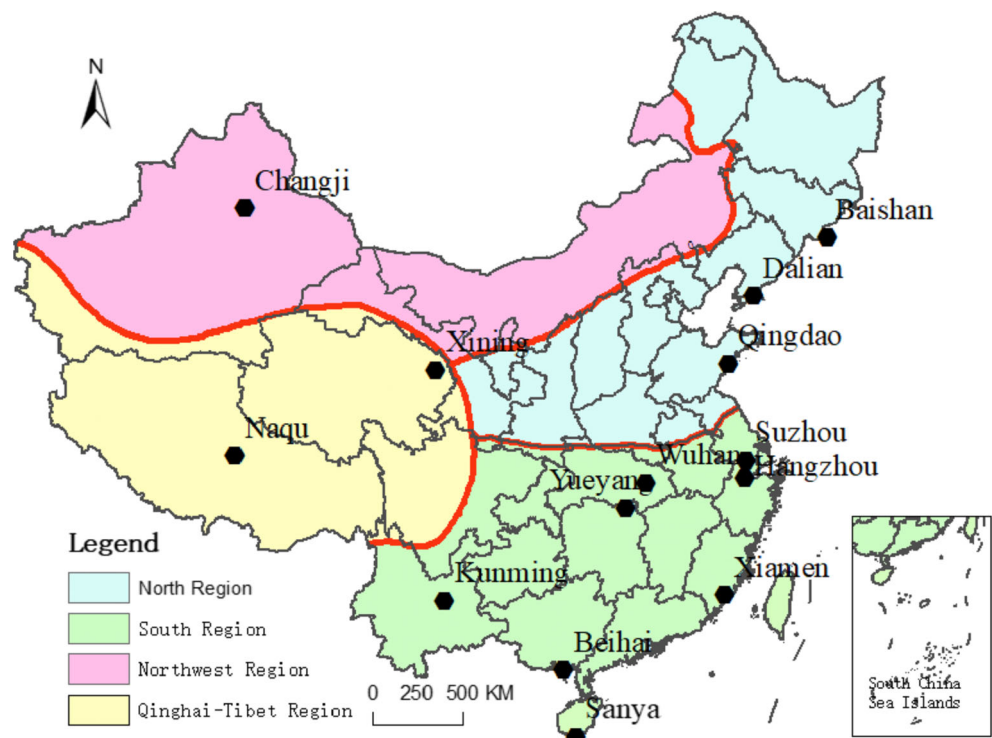 N
Changji
Baishan
Dalian
Qingdao
Xining
Naqu
Suzhou
Wuhan
Hangzhou
Yueyang
Kunming
Xiamen
Beihai
Sanya
Legend
North Region
South Region
Northwest Region
Qinghai-Tibet Region
0 250 500 KM
South China
Sea Islands